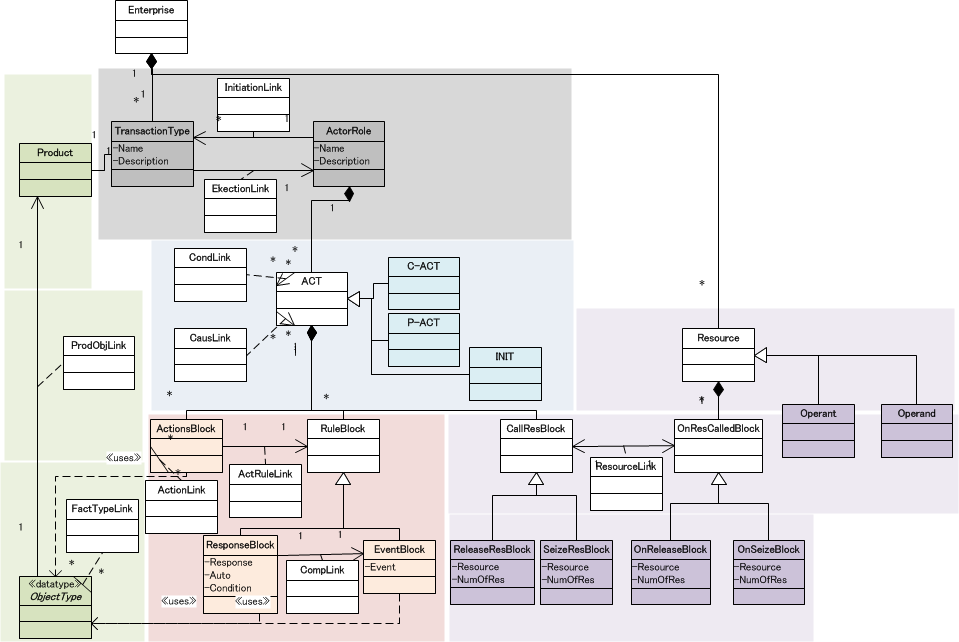 Enterprise
1
1
*
InitiationLink
*
1
TransactionType
-Name
-Description
ActorRole
-Name
-Description
1
1
Product
EkectionLink
1
1
1
CondLink
*
*
*
ACT
C-ACT
P-ACT
INIT
CausLink
*
*
ProdObjLink
*
Resource
*
Operant
Operand
*
*
ActionsBlock
*
1
1
RuleBlock
CallResBlock
OnResCalledBlock
ResourceLink
≪uses≫
*
ActionLink
ActRuleLink
1
FactTypeLink
*
*
≪datatype≫
ObjectType
1
1
ResponseBlock
-Response
-Auto
-Condition
≪uses≫
≪uses≫
CompLink
EventBlock
-Event
ReleaseResBlock
-Resource
-NumOfRes
SeizeResBlock
-Resource
-NumOfRes
OnReleaseBlock
-Resource
-NumOfRes
OnSeizeBlock
-Resource
-NumOfRes